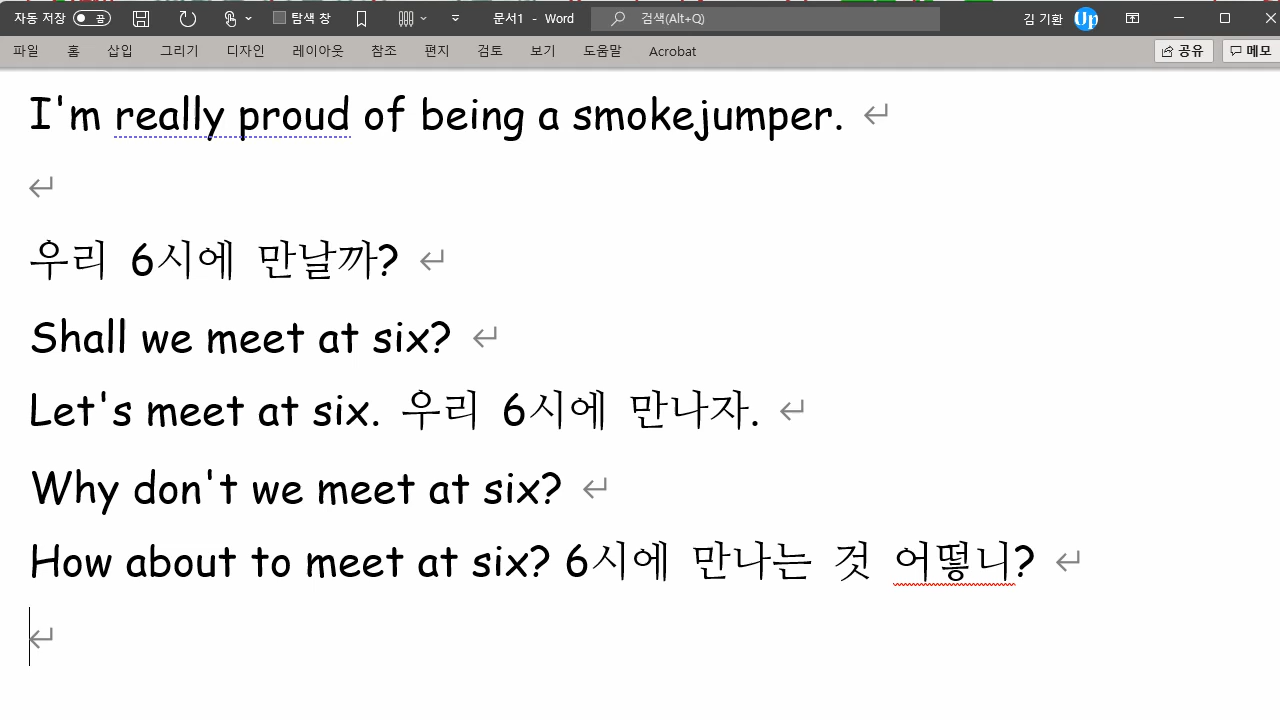 자동 저장 끔 탐색 창 문서1 - Word 검색(Alt+Q) 김 기환 Up
파일 홈 삽입 그리기 디자인 레이아웃 참조 편지 검토 보기 도움말 Acrobat 공유 메모
I'm really proud of being a smokejumper.
우리 6시에 만날까?
Shall we meet at six?
Let's meet at six. 우리 6시에 만나자.
Why don't we meet at six?
How about to meet at six? 6시에 만나는 것 어떻니?